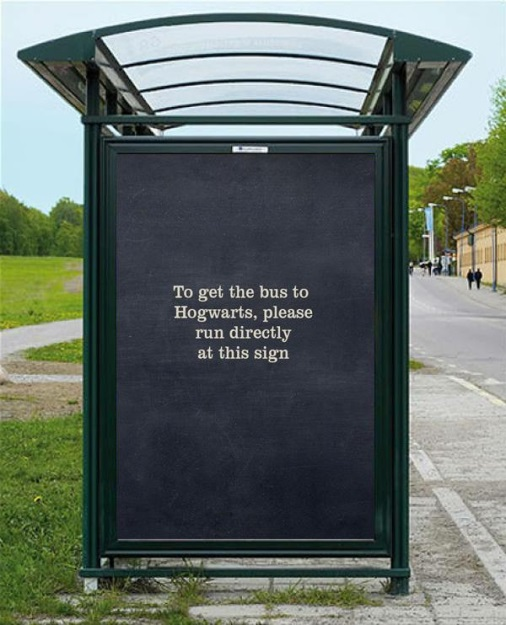 To get the bus to
Hogwarts, please
run directly
at this sign